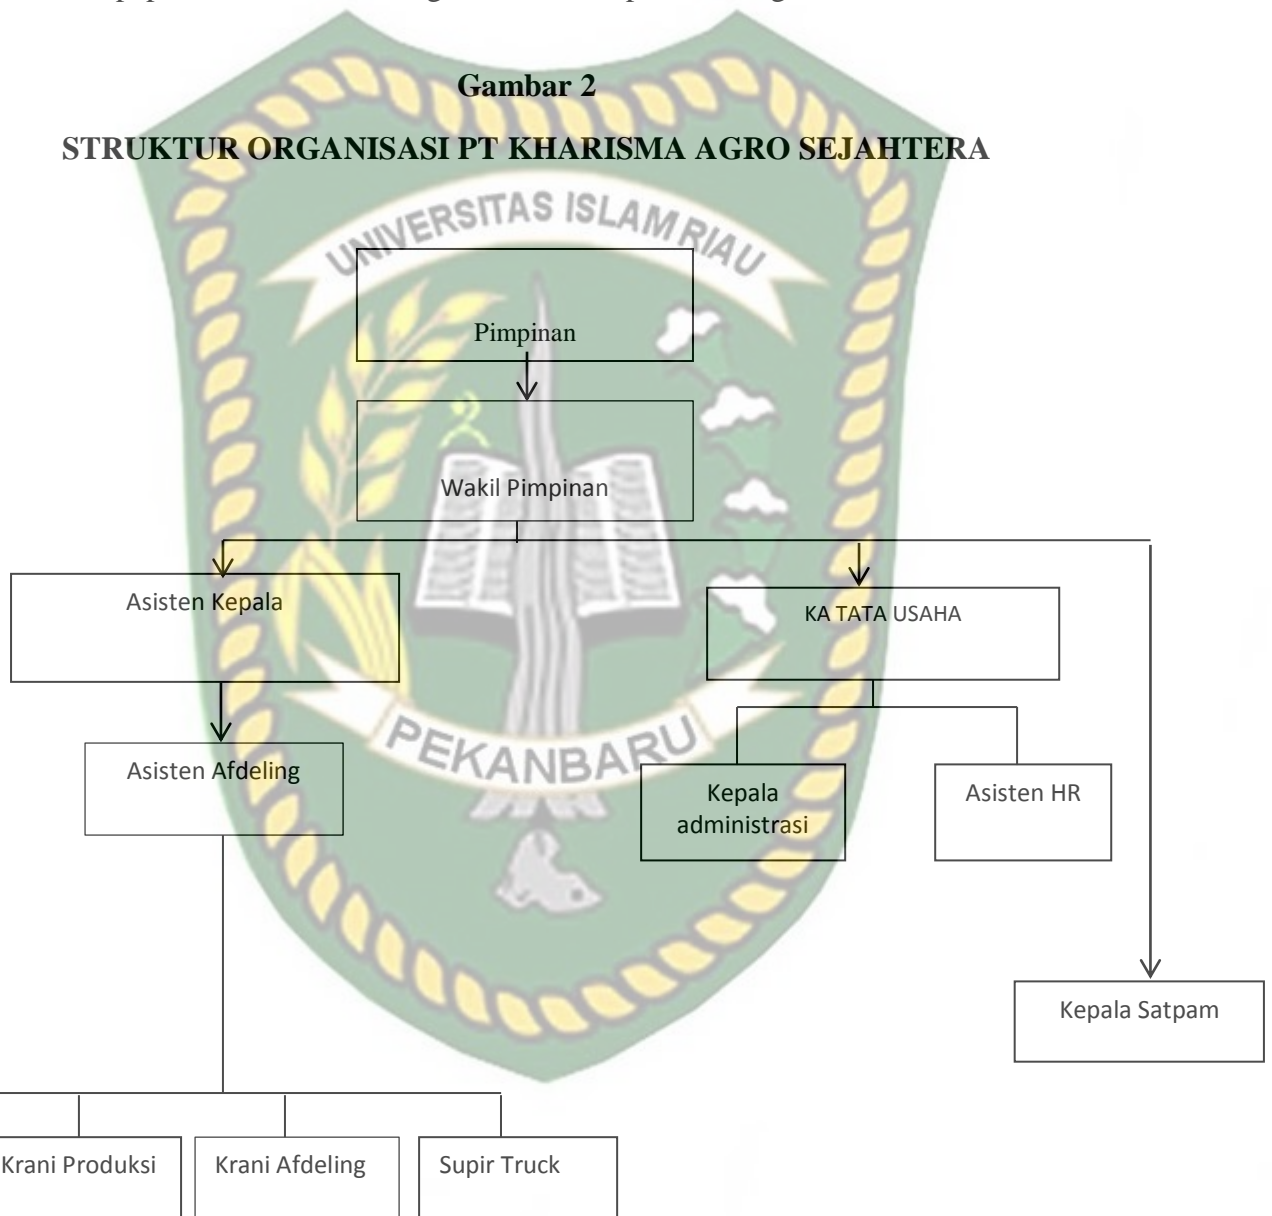 Gambar 2
STRUKTUR ORGANISASI PT KHARISMA AGRO SEJAHTERA
UNIVERSITAS ISLAM RIAU
Pimpinan
Wakil Pimpinan
Asisten Kepala
KA TATA USAHA
PEKANBARU
Asisten Afdeling
Kepala
administrasi
Asisten HR
Kepala Satpam
Krani Produksi
Krani Afdeling
Supir Truck